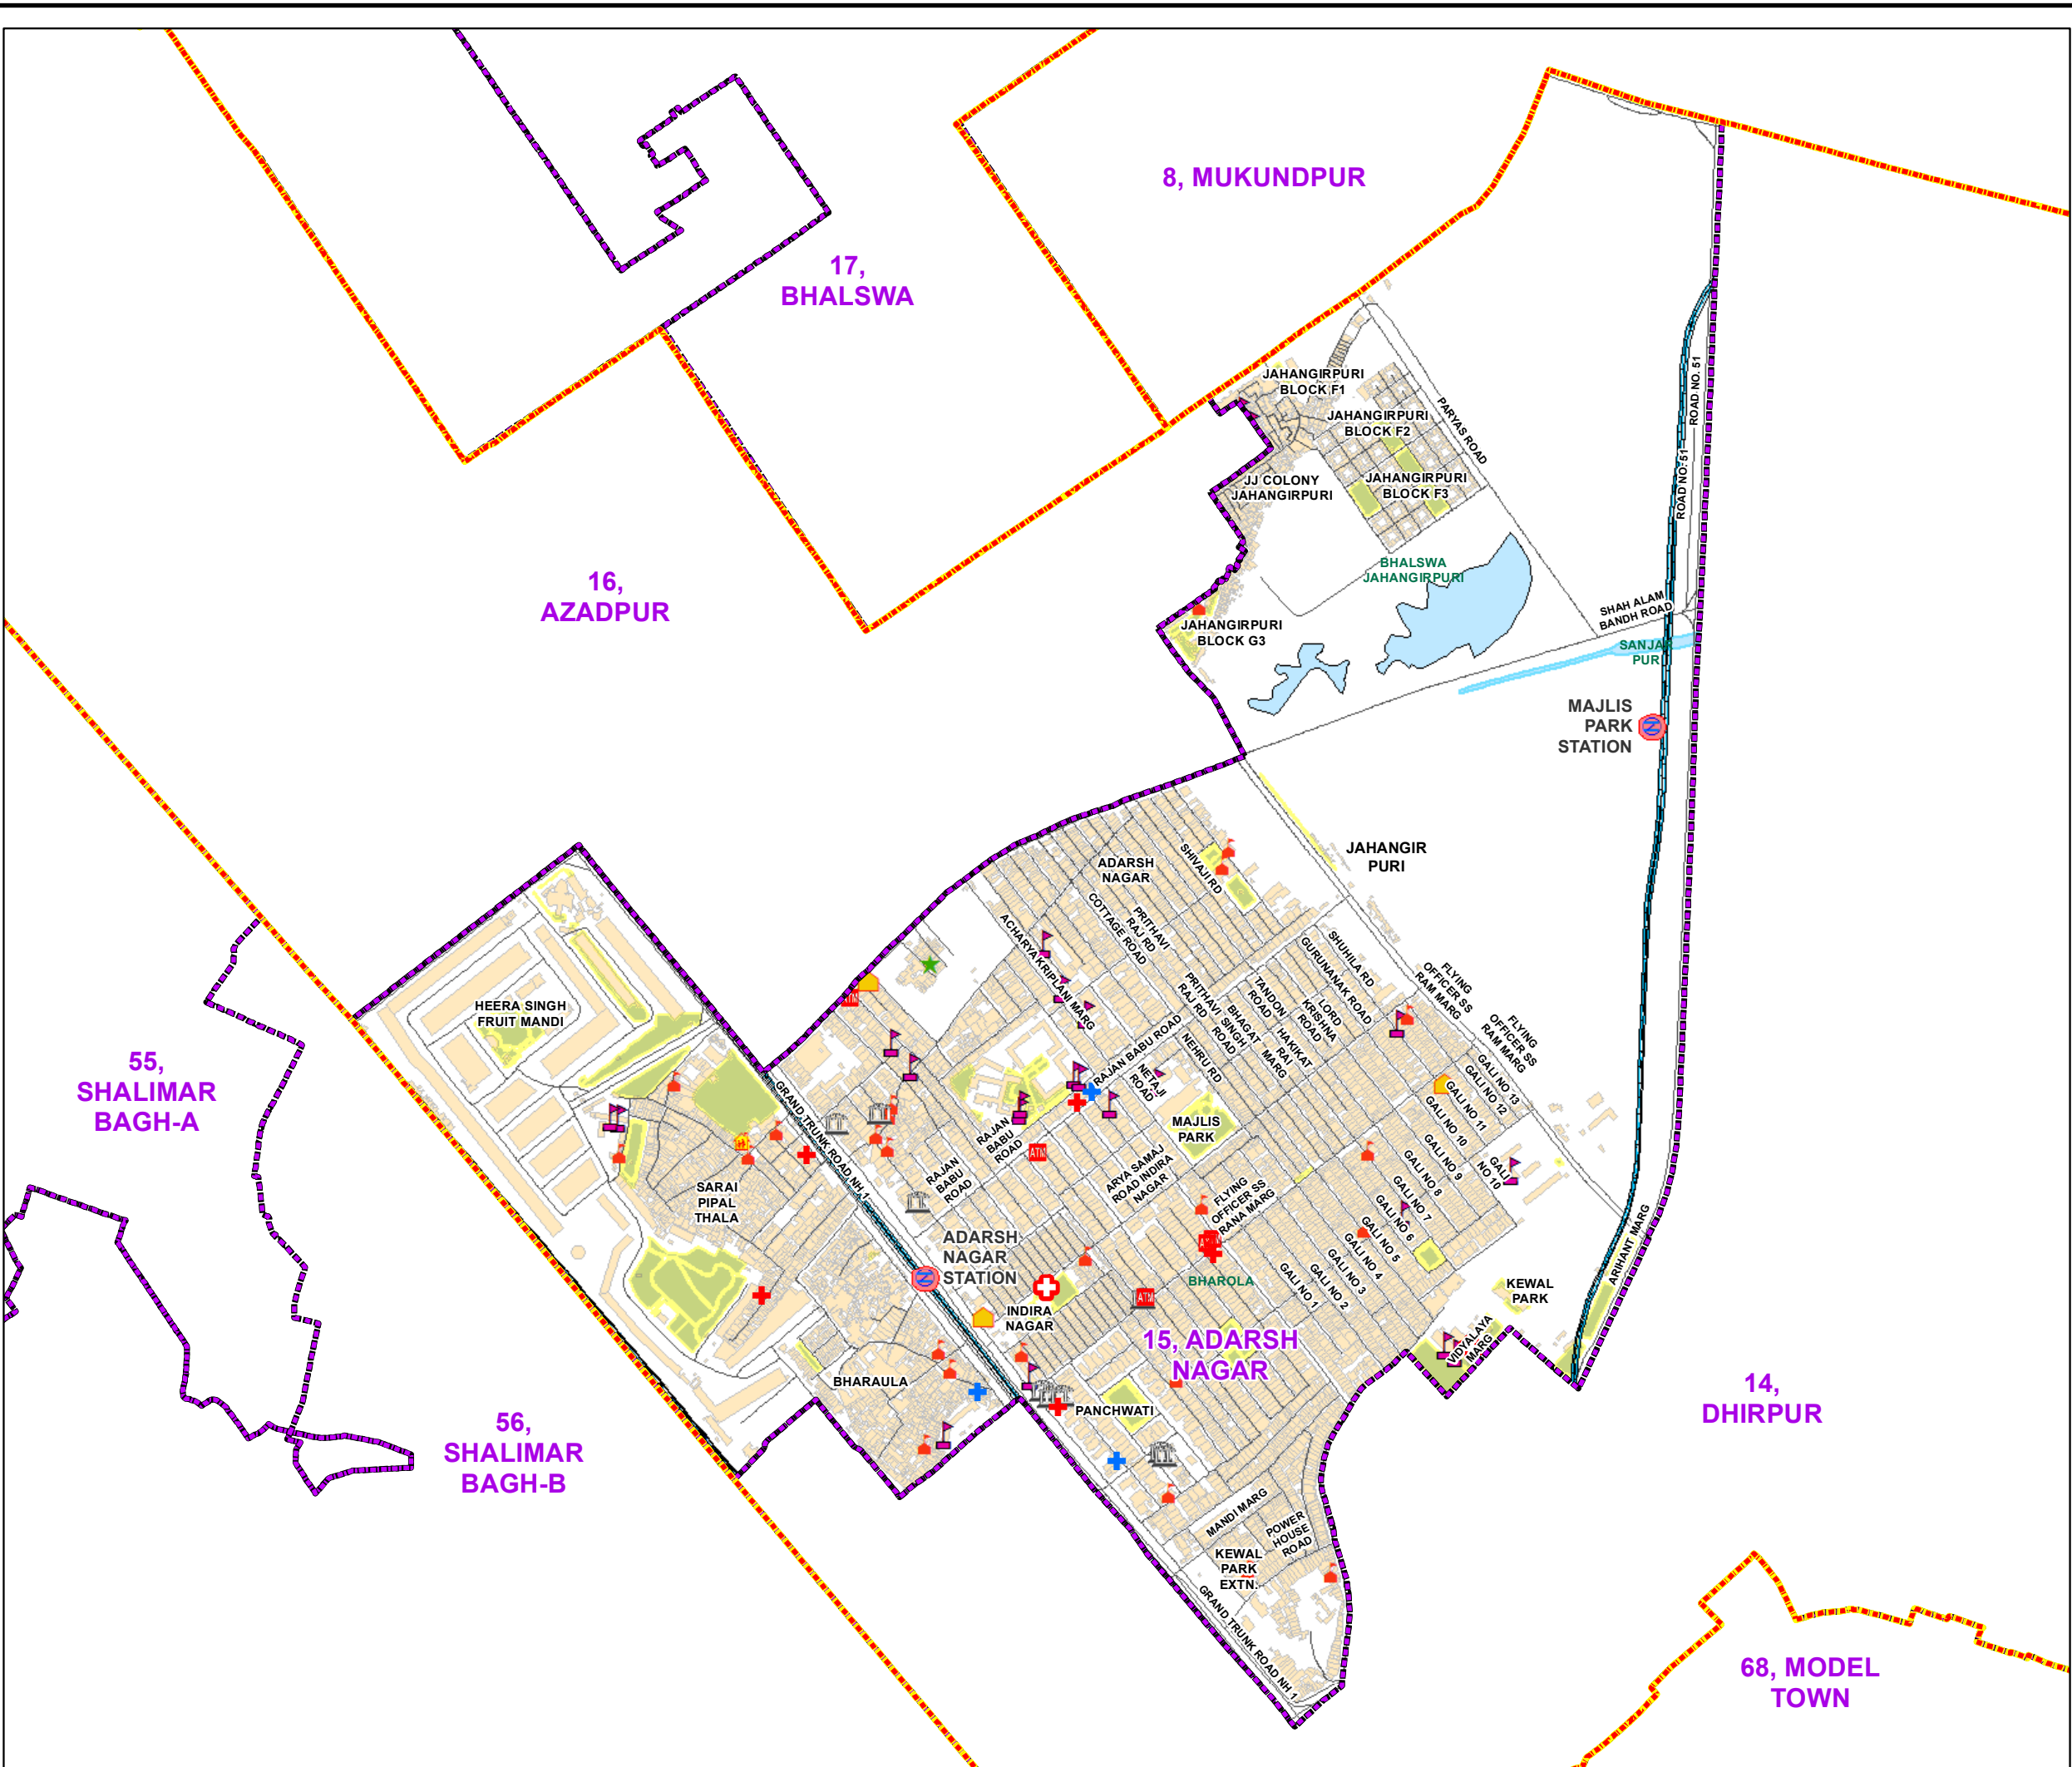 8, MUKUNDPUR
17,
BHALSWA
JAHANGIRPURI
BLOCK F1
JAHANGIRPURI
BLOCK F2
PARYAS ROAD
ROAD NO. 51
ROAD NO. 51
JJ COLONY
JAHANGIRPURI
JAHANGIRPURI
BLOCK F3
16,
AZADPUR
BHALSWA
JAHANGIRPURI
SHAH ALAM
BANDH ROAD
JAHANGIRPURI
BLOCK G3
SANJAR
PUR
MAJLIS
PARK
STATION
JAHANGIR
PURI
ADARSH
NAGAR
SHIVAJI RD
PRITHAVI
RAJ RD
COTTAGE ROAD
ACHARYA KRIPLANI MARG
SHUHILA RD
GURUNANAK ROAD
FLYING
OFFICER SS
RAM MARG
FLYING
OFFICER SS
RAM MARG
HEERA SINGH
FRUIT MANDI
PRITHAVI
RAJ RD
BHAGAT
SINGH
ROAD
TANDON
ROAD
LORD
KRISHNA
ROAD
HAKIKAT
RAI
MARG
NEHRU RD
RAJAN BABU ROAD
NETAJI
ROAD
55,
SHALIMAR
BAGH-A
GRAND TRUNK ROAD NH 1
GALI NO 13
GALI NO 12
GALI NO 11
GALI NO 10
GALI NO 9
GALI NO 8
GALI
NO 10
GALI NO 7
GALI NO 6
GALI NO 5
GALI NO 4
GALI NO 3
GALI NO 2
GALI NO 1
MAJLIS
PARK
RAJAN
BABU
ROAD
RAJAN
BABU
ROAD
ATM
ATM
ARYA SAMAJ
ROAD INDIRA
NAGAR
FLYING
OFFICER SS
RANA MARG
SARAI
PIPAL
THALA
ADARSH
NAGAR
STATION
BHAROLA
ARIHANT MARG
KEWAL
PARK
INDIRA
NAGAR
ATM
15, ADARSH
NAGAR
VIDYALAYA
MARG
BHARAULA
PANCHWATI
14,
DHIRPUR
56,
SHALIMAR
BAGH-B
MANDI MARG
POWER
HOUSE
ROAD
KEWAL
PARK
EXTN.
GRAND TRUNK ROAD NH 1
68, MODEL
TOWN